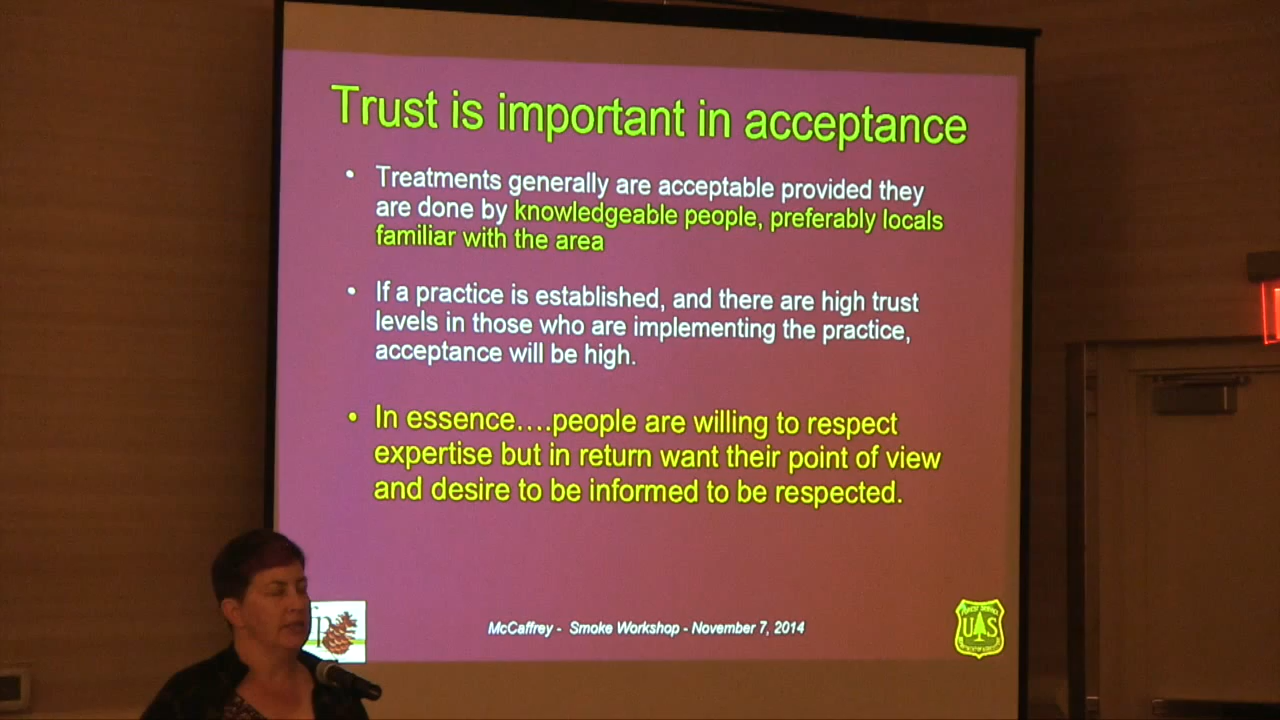 Trust is important in acceptance
• Treatments generally are acceptable provided they
are done by knowledgeable people, preferably locals
familiar with the area
• If a practice is established, and there are high trust
levels in those who are implementing the practice,
acceptance will be high.
• In essence….people are willing to respect
expertise but in return want their point of view
and desire to be informed to be respected.
McCaffrey - Smoke Workshop - November 7, 2014
FOREST SERVICE
UAS